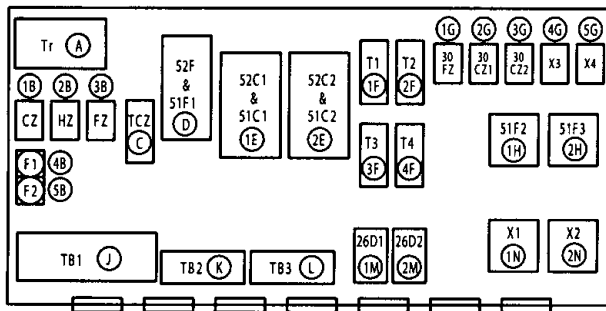 1G 2G 3G 4G 5G
Tr A
52F & 51F1 D
52C1 & 51C1 1E
52C2 & 51C2 2E
T1 1F
T2 2F
30 FZ
30 CZ1
30 CZ2
X3
X4
1B 2B 3B
CZ HZ FZ
TCZ C
51F2 1H
51F3 2H
T3 3F
T4 4F
F1 4B
F2 5B
TB1 J
TB2 K
TB3 L
26D1 1M
26D2 2M
X1 1N
X2 2N